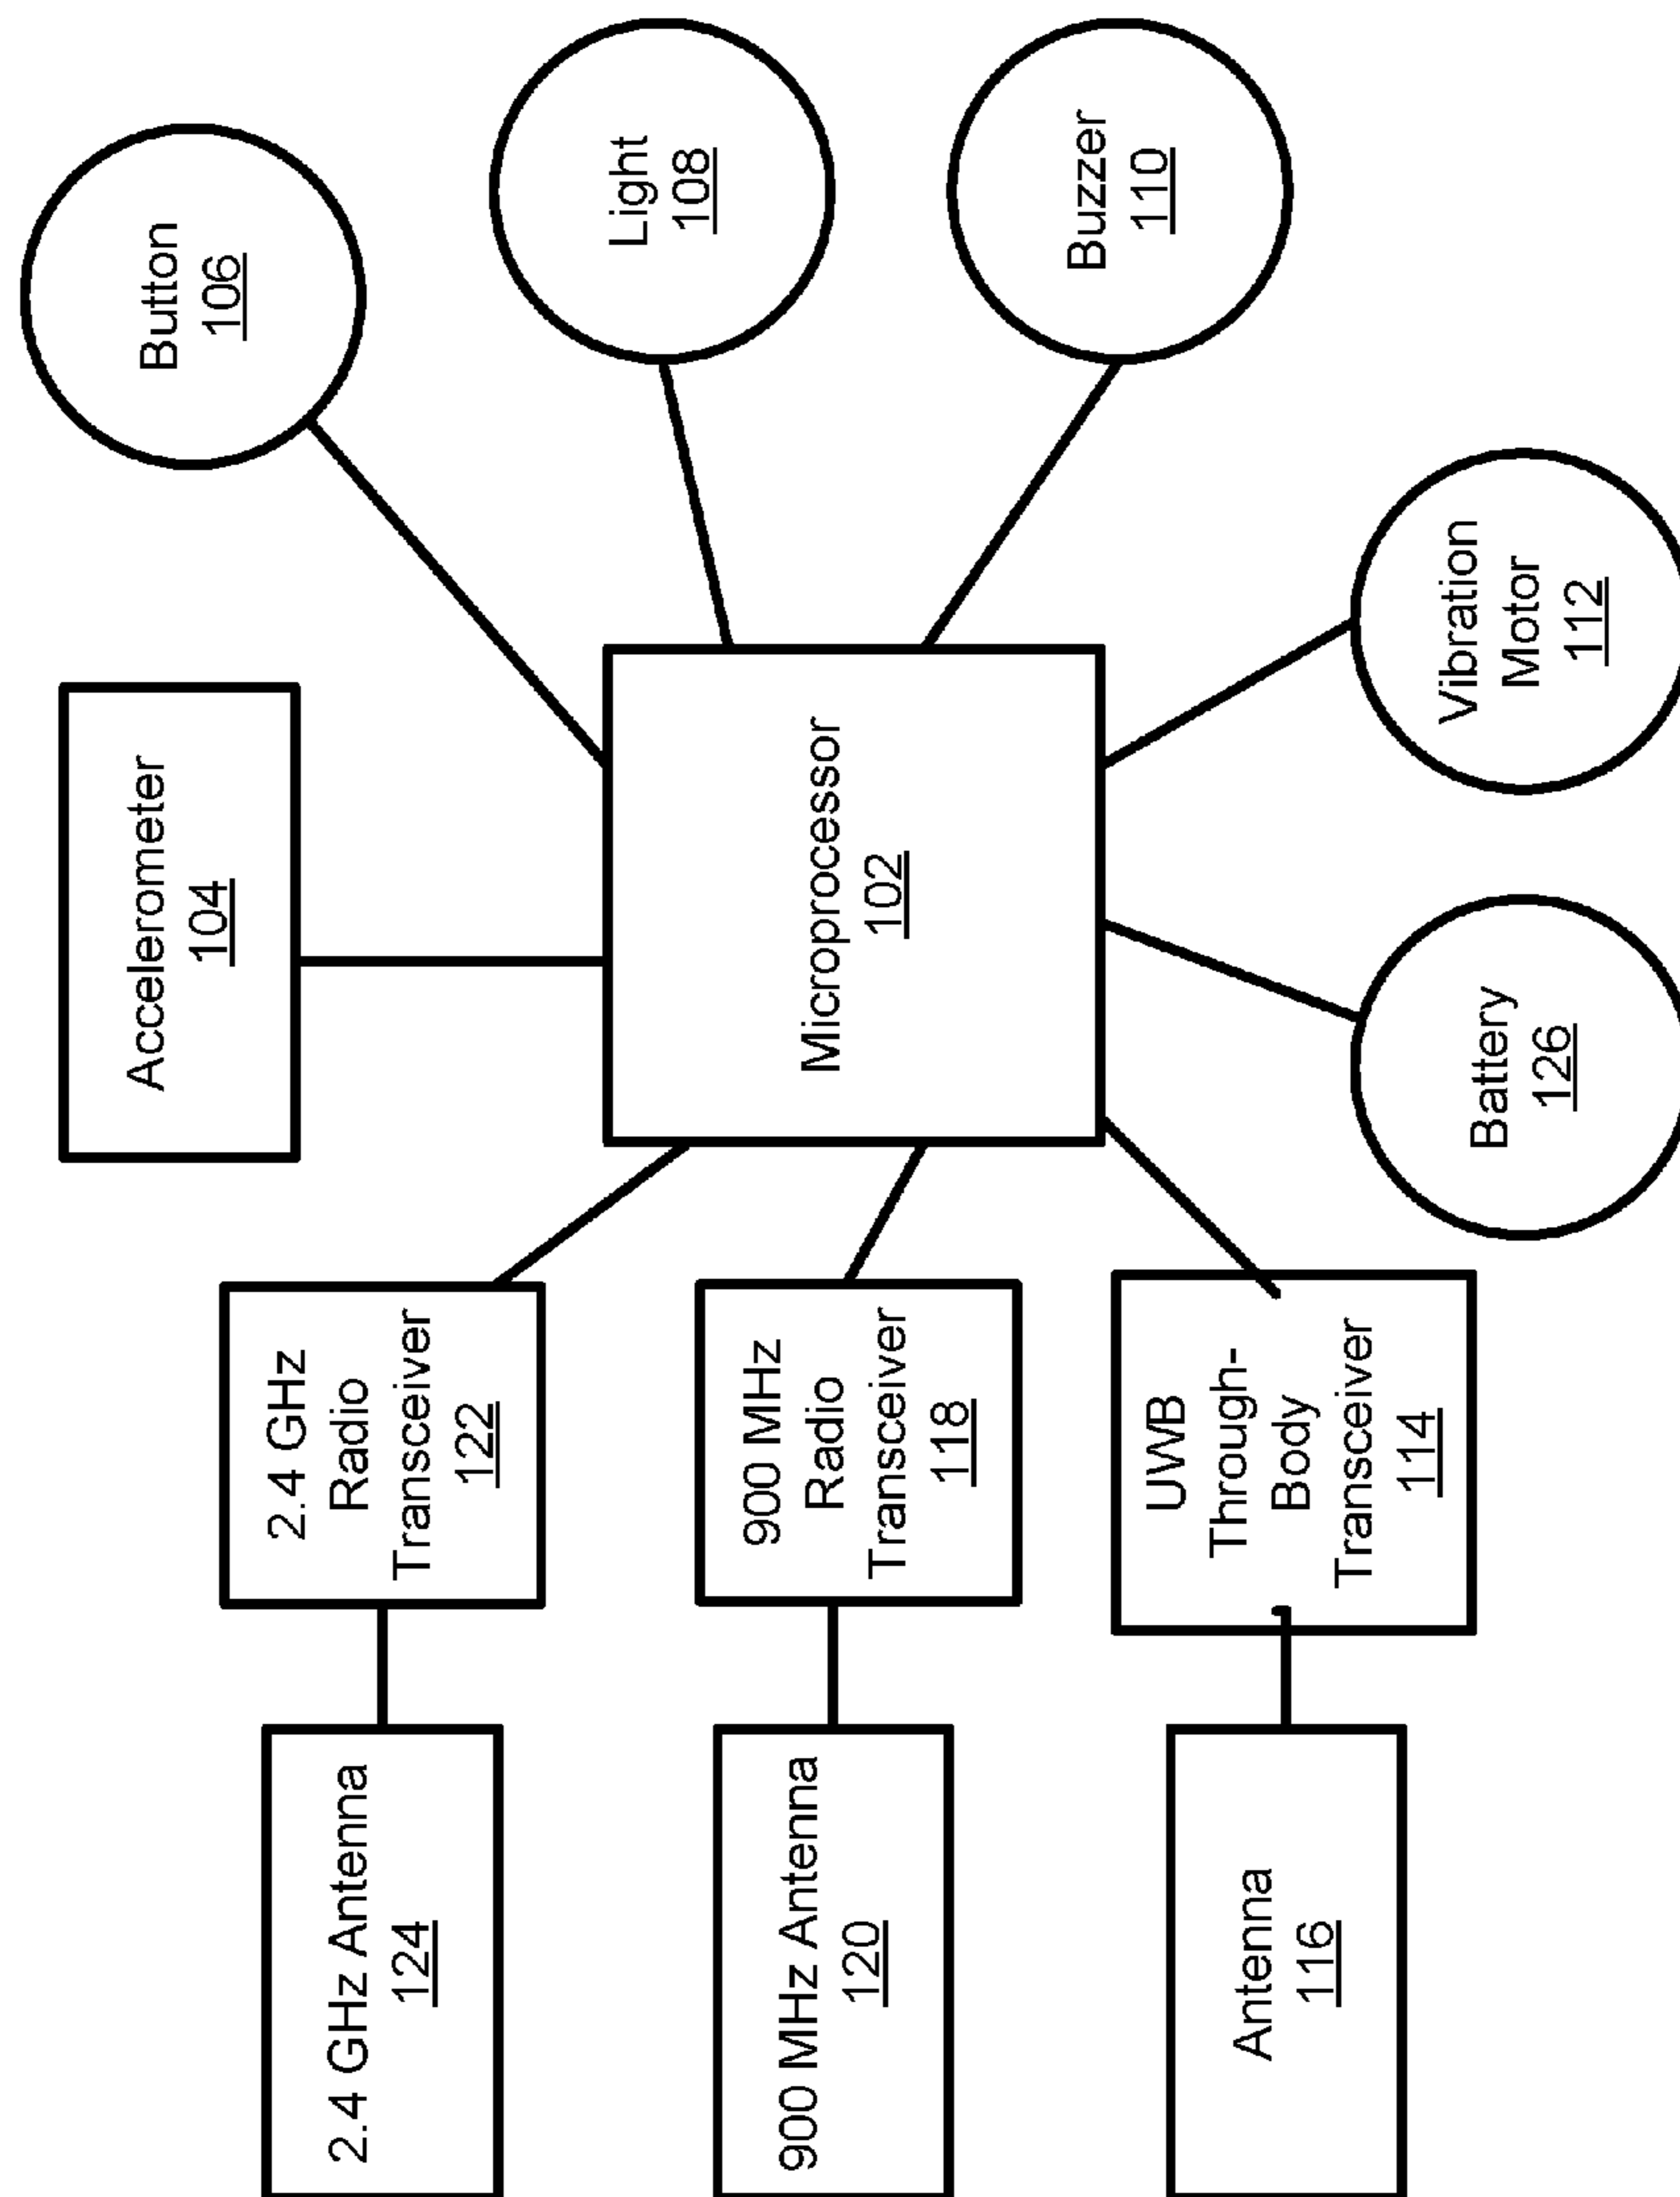 2.4 GHz Antenna
124
2.4 GHz
Radio
Transceiver
122
Accelerometer
104
Button
106
900 MHz Antenna
120
900 MHz
Radio
Transceiver
118
Microprocessor
102
Light
108
Antenna
116
UWB
Through-
Body
Transceiver
114
Buzzer
110
Battery
126
Vibration
Motor
112